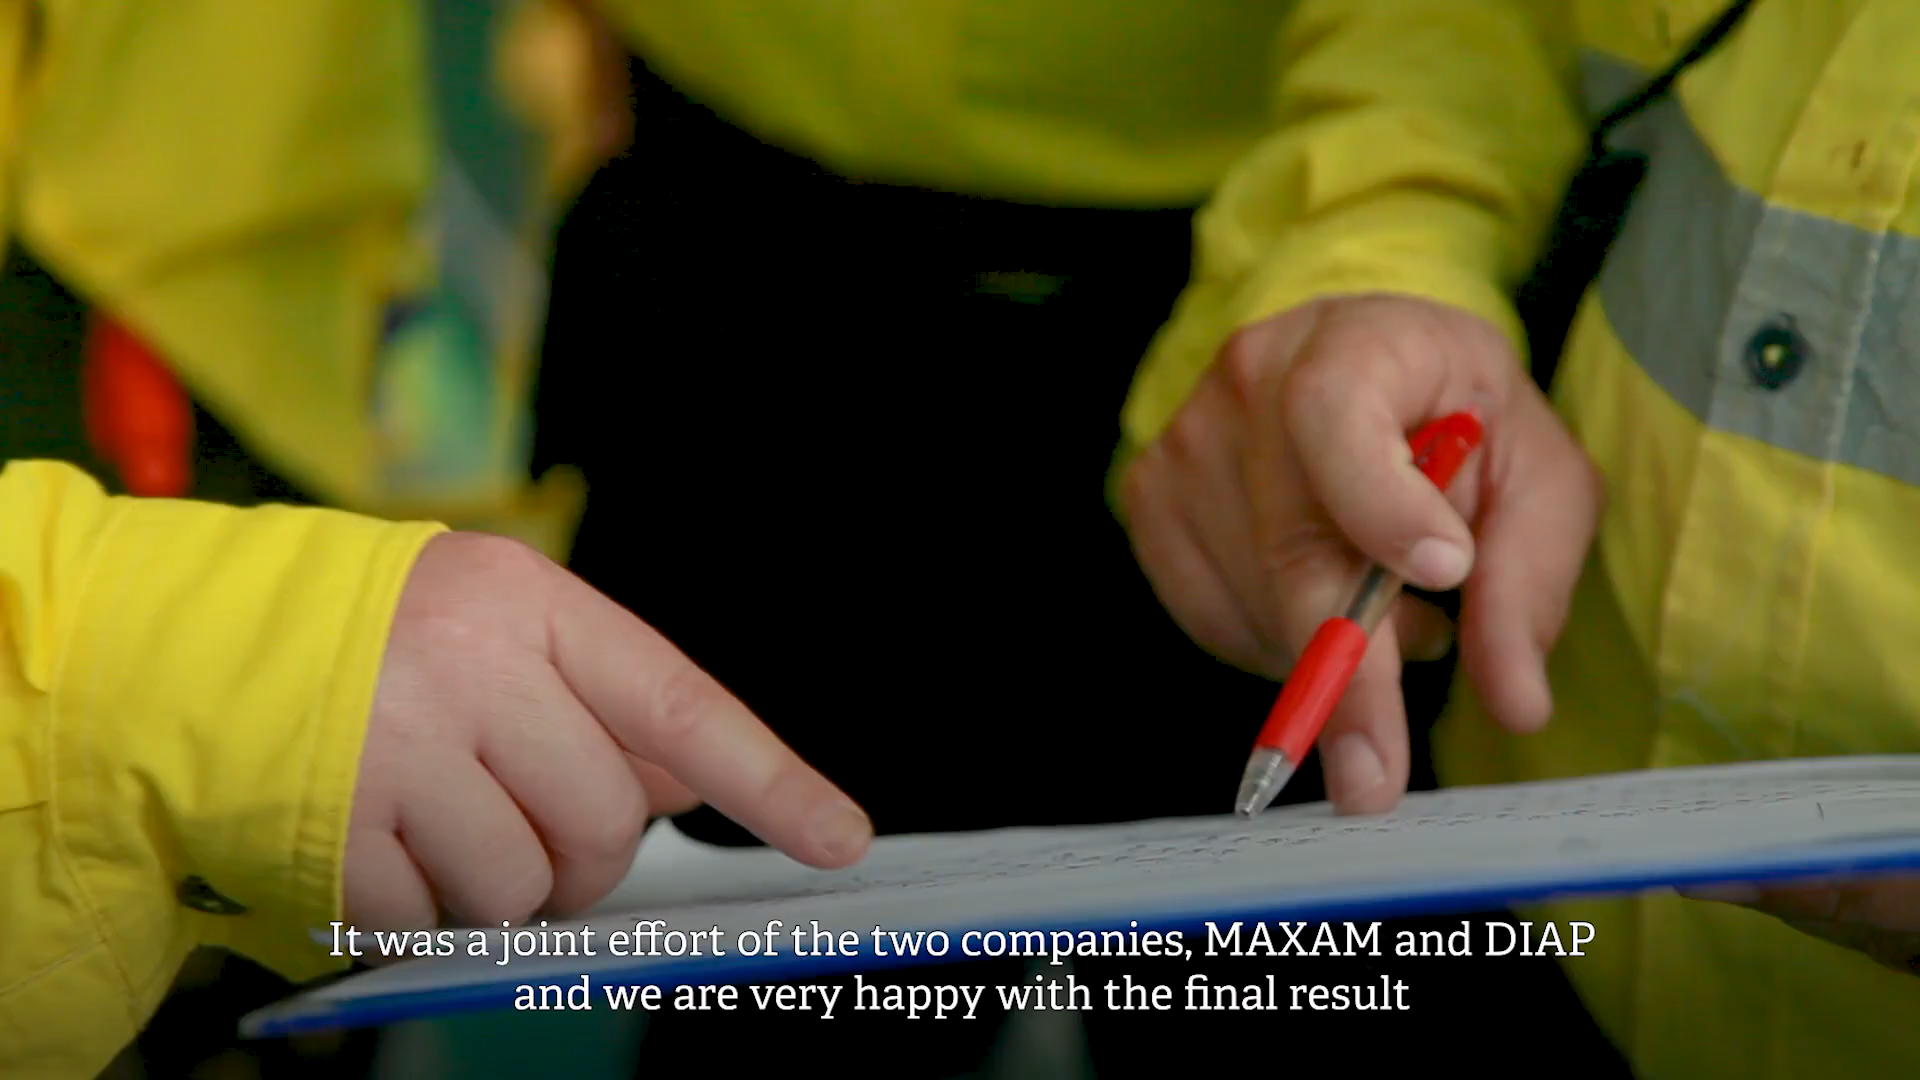 It was a joint effort of the two companies, MAXAM and DIAP
and we are very happy with the final result